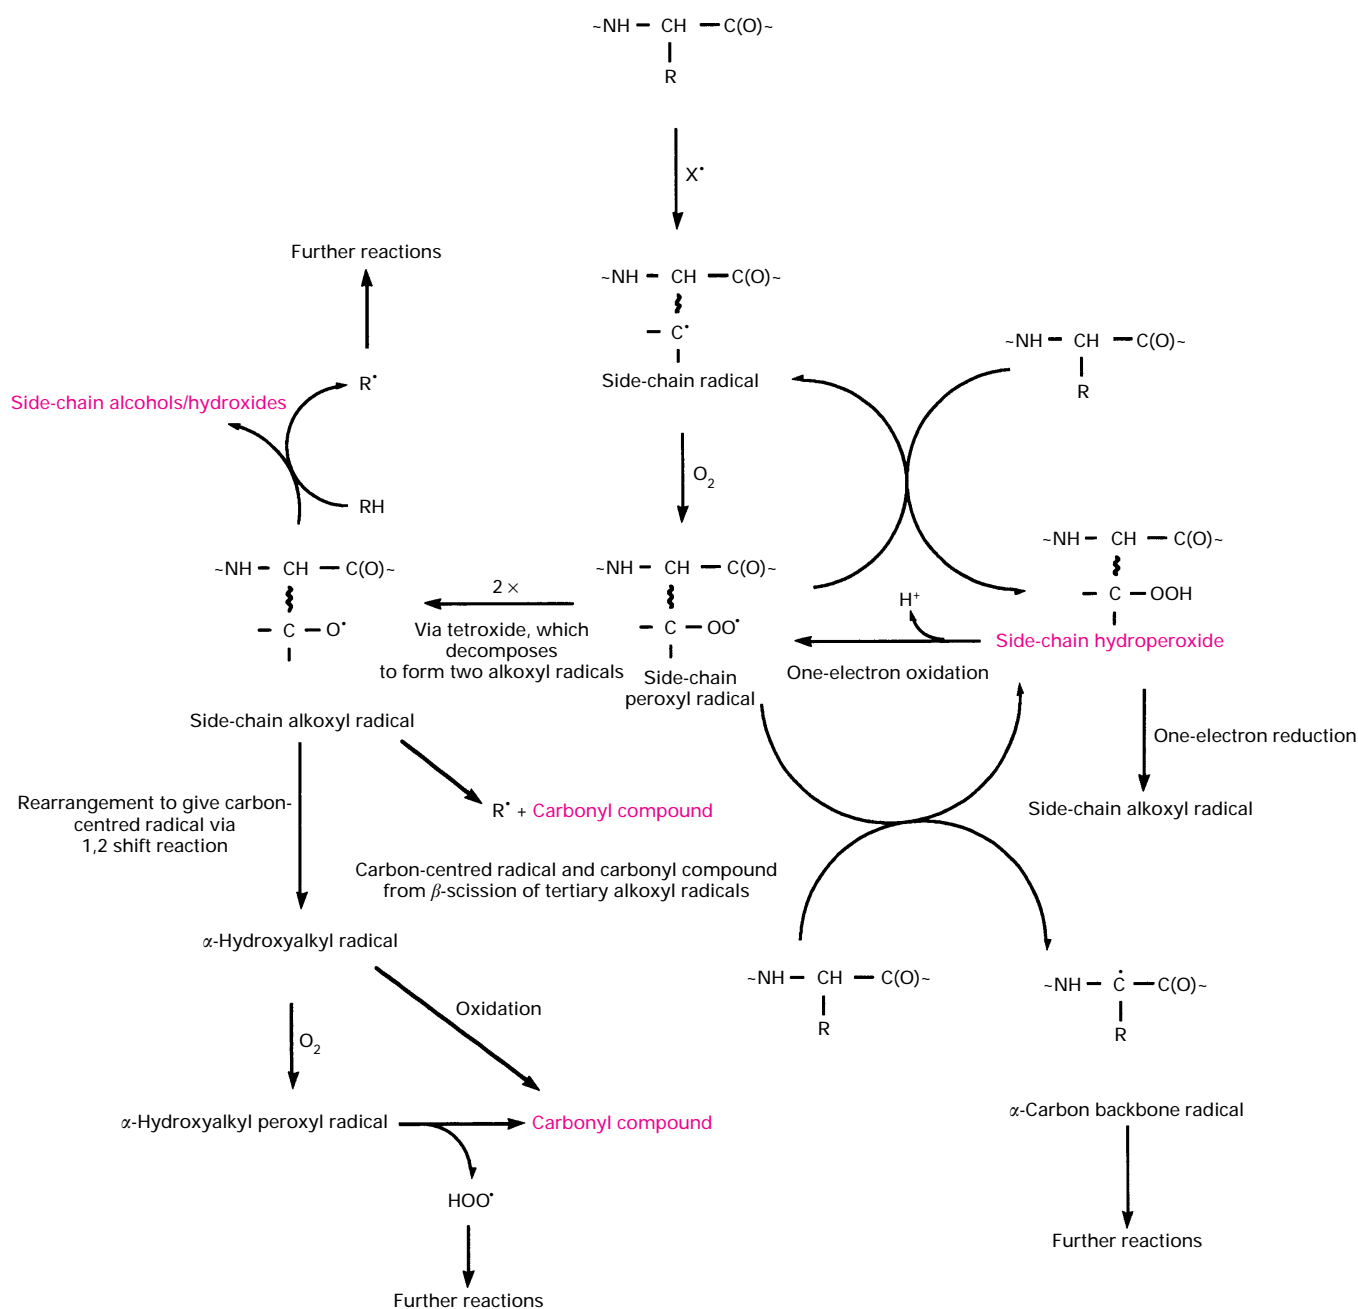 ~NH — CH — C(O)~
R
X•
Further reactions
~NH — CH — C(O)~
— C•
Side-chain radical
~NH — CH — C(O)~
R
R•
Side-chain alcohols/hydroxides
O2
RH
~NH — CH — C(O)~
— C — O•
2 ×
Via tetroxide, which
decomposes
to form two alkoxyl radicals
~NH — CH — C(O)~
— C — OO•
Side-chain
peroxyl radical
H+
One-electron oxidation
~NH — CH — C(O)~
— C — OOH
Side-chain hydroperoxide
One-electron reduction
Side-chain alkoxyl radical
Side-chain alkoxyl radical
Rearrangement to give carbon-
centred radical via
1,2 shift reaction
R• + Carbonyl compound
Carbon-centred radical and carbonyl compound
from β-scission of tertiary alkoxyl radicals
α-Hydroxyalkyl radical
Oxidation
O2
~NH — CH — C(O)~
R
~NH — Ċ — C(O)~
R
α-Carbon backbone radical
Further reactions
α-Hydroxyalkyl peroxyl radical
Carbonyl compound
HOO•
Further reactions